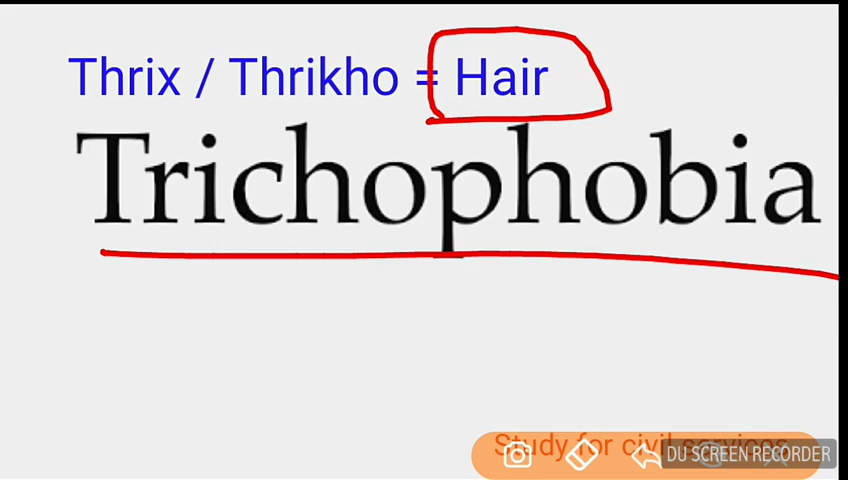 Thrix / Thrikho = Hair
Trichophobia
Study for civil services
DU SCREEN RECORDER